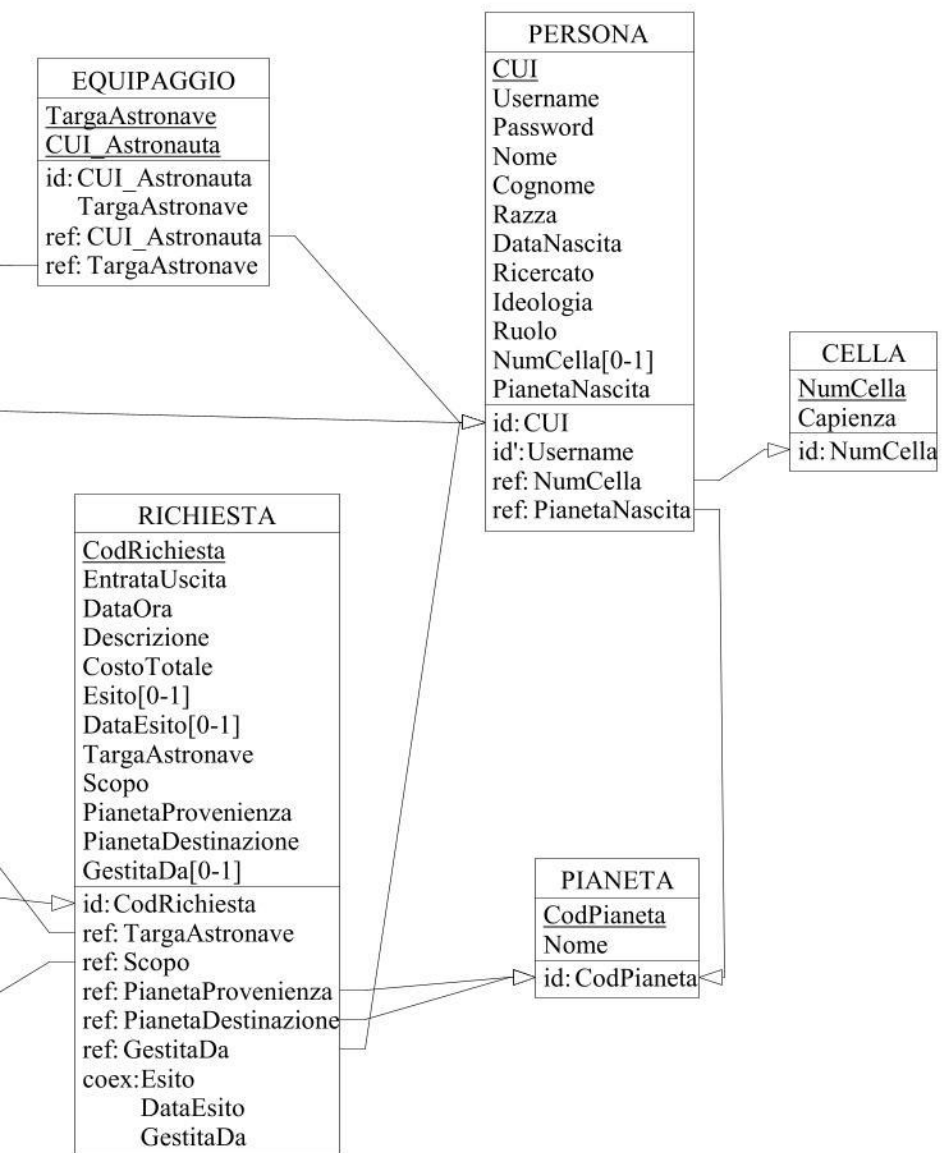 EQUIPAGGIO
TargaAstronave
CUI_Astronauta
id: CUI_Astronauta
TargaAstronave
ref: CUI_Astronauta
ref: TargaAstronave
PERSONA
CUI
Username
Password
Nome
Cognome
Razza
DataNascita
Ricercato
Ideologia
Ruolo
NumCella[0-1]
PianetaNascita
id: CUI
id': Username
ref: NumCella
ref: PianetaNascita
CELLA
NumCella
Capienza
id: NumCella
RICHIESTA
CodRichiesta
EntrataUscita
DataOra
Descrizione
CostoTotale
Esito[0-1]
DataEsito[0-1]
TargaAstronave
Scopo
PianetaProvenienza
PianetaDestinazione
GestitaDa[0-1]
id: CodRichiesta
ref: TargaAstronave
ref: Scopo
ref: PianetaProvenienza
ref: PianetaDestinazione
ref: GestitaDa
coex: Esito
DataEsito
GestitaDa
PIANETA
CodPianeta
Nome
id: CodPianeta